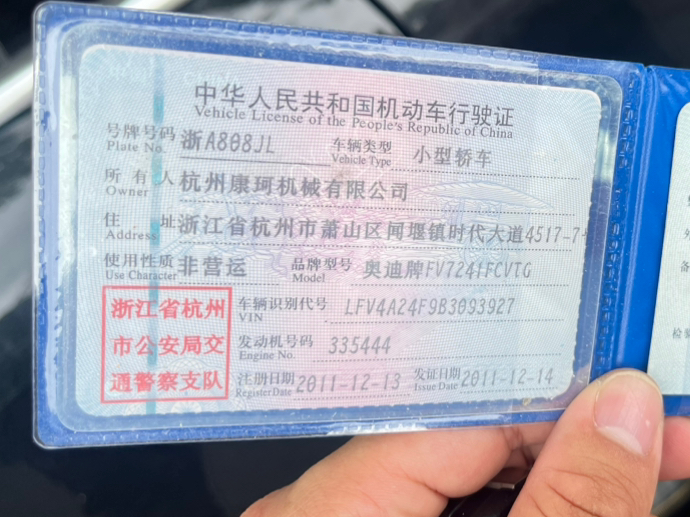 中华人民共和国机动车行驶证
Vehicle License of the People's Republic of China
号牌号码 浙A808JL 车辆类型 小型轿车
Plate No. Vehicle Type
所有人 杭州康珂机械有限公司
Owner
住址 浙江省杭州市萧山区闻堰镇时代大道4517-7
Address
使用性质 非营运 品牌型号 奥迪牌FV7241FCVTG
Use Character Model
浙江省杭州
市公安局交
通警察支队
车辆识别代号 LFV4A24F9B3093927
VIN
发动机号码 335444
Engine No.
注册日期 2011-12-13 发证日期 2011-12-14
Register Date Issue Date
备
检验